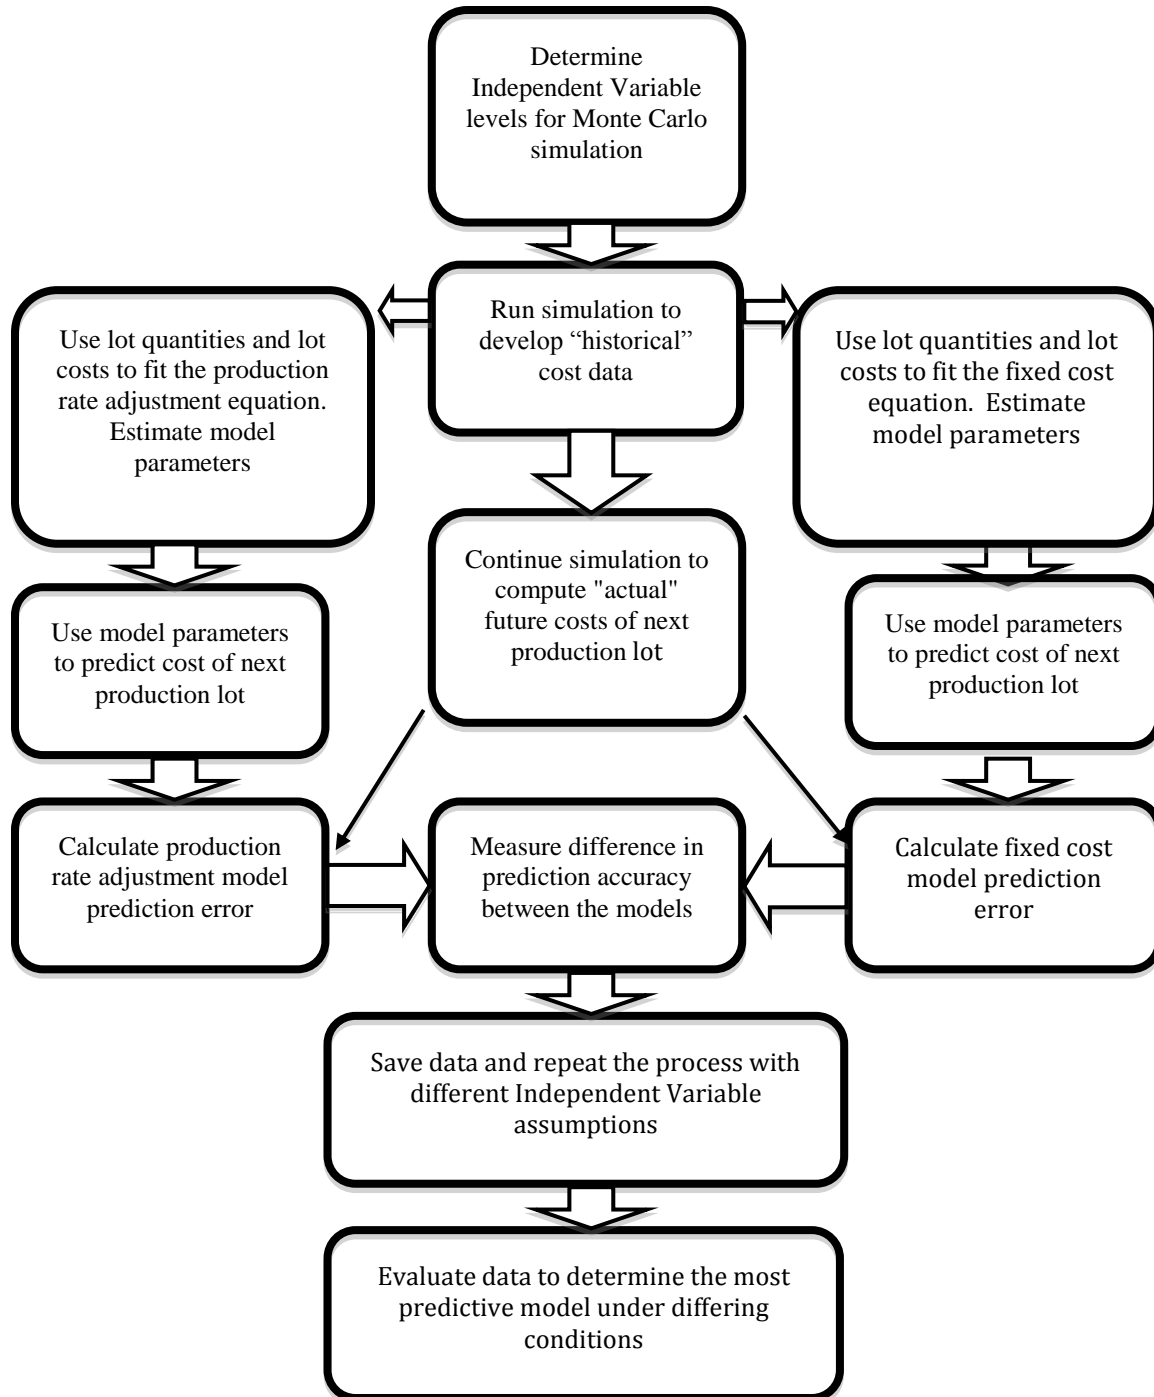 Determine
Independent Variable
levels for Monte Carlo
simulation
Run simulation to
develop “historical”
cost data
Use lot quantities and lot
costs to fit the production
rate adjustment equation.
Estimate model
parameters
Use lot quantities and lot
costs to fit the fixed cost
equation.  Estimate
model parameters
Continue simulation to
compute "actual"
future costs of next
production lot
Use model parameters
to predict cost of next
production lot
Use model parameters
to predict cost of next
production lot
Calculate production
rate adjustment model
prediction error
Measure difference in
prediction accuracy
between the models
Calculate fixed cost
model prediction
error
Save data and repeat the process with
different Independent Variable
assumptions
Evaluate data to determine the most
predictive model under differing
conditions